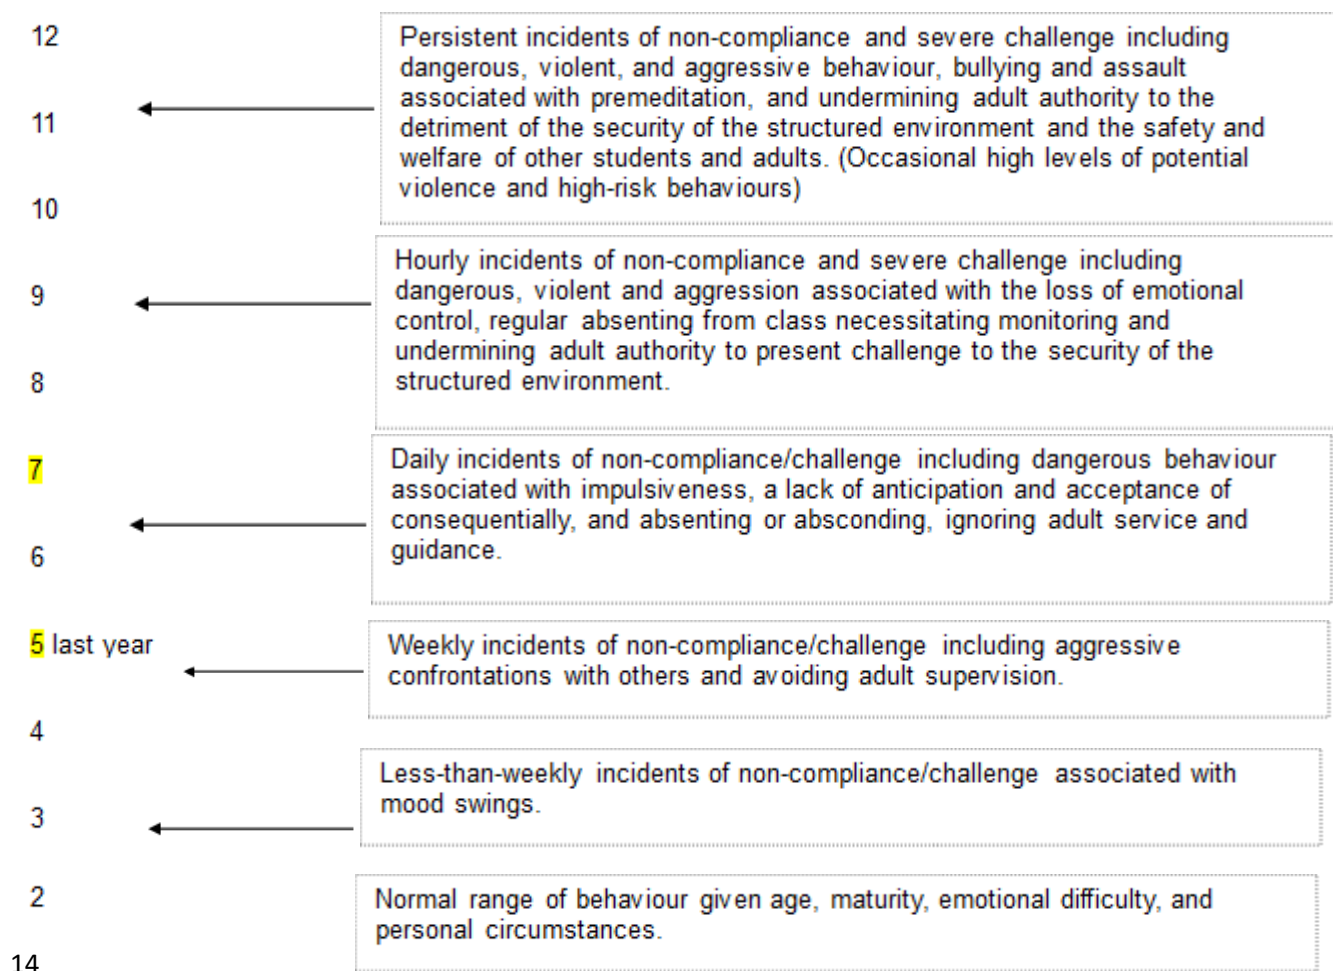 12
Persistent incidents of non-compliance and severe challenge including
dangerous, violent, and aggressive behaviour, bullying and assault
associated with premeditation, and undermining adult authority to the
11
detriment of the security of the structured environment and the safety and
welfare of other students and adults. (Occasional high levels of potential
violence and high-risk behaviours)
10
Hourly incidents of non-compliance and severe challenge including
9
dangerous, violent and aggression associated with the loss of emotional
control, regular absenting from class necessitating monitoring and
undermining adult authority to present challenge to the security of the
8
structured environment.
7
Daily incidents of non-compliance/challenge including dangerous behaviour
associated with impulsiveness, a lack of anticipation and acceptance of
consequentially, and absenting or absconding, ignoring adult service and
6
guidance.
5 last year
Weekly incidents of non-compliance/challenge including aggressive
confrontations with others and avoiding adult supervision.
4
Less-than-weekly incidents of non-compliance/challenge associated with
mood swings.
3
2
Normal range of behaviour given age, maturity, emotional difficulty, and
personal circumstances.
14